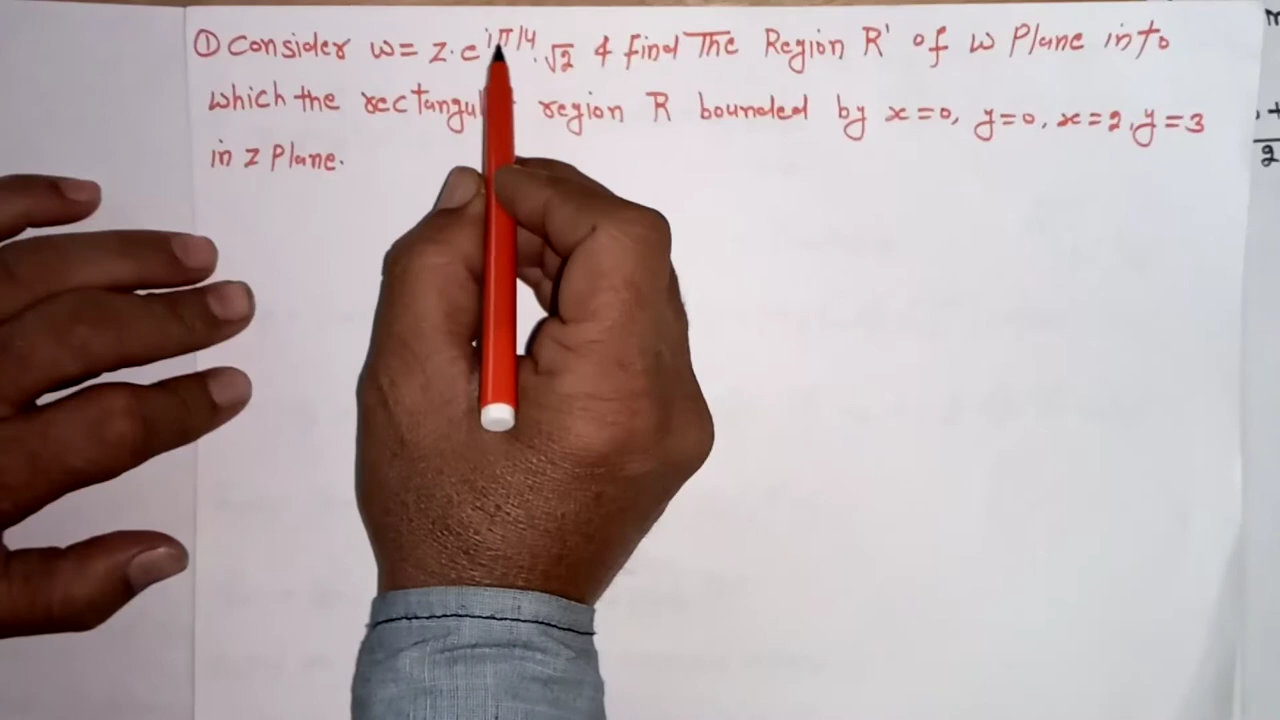 ① Consider w = z · e^iπ/4 · √2 & find The Region R' of w Plane into
which the region R bounded by x=0, y=0, x=2, y=3
in z Plane.
2